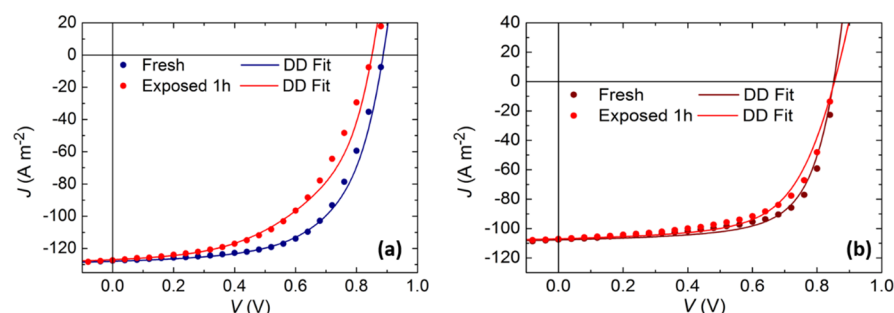 20
0
-20
-40
-60
-80
-100
-120
J (A m-2)
Fresh DD Fit
Exposed 1h DD Fit
(a)
0.0 0.2 0.4 0.6 0.8 1.0
V (V)
40
20
0
-20
-40
-60
-80
-100
-120
J (A m-2)
Fresh DD Fit
Exposed 1h DD Fit
(b)
0.0 0.2 0.4 0.6 0.8 1.0
V (V)